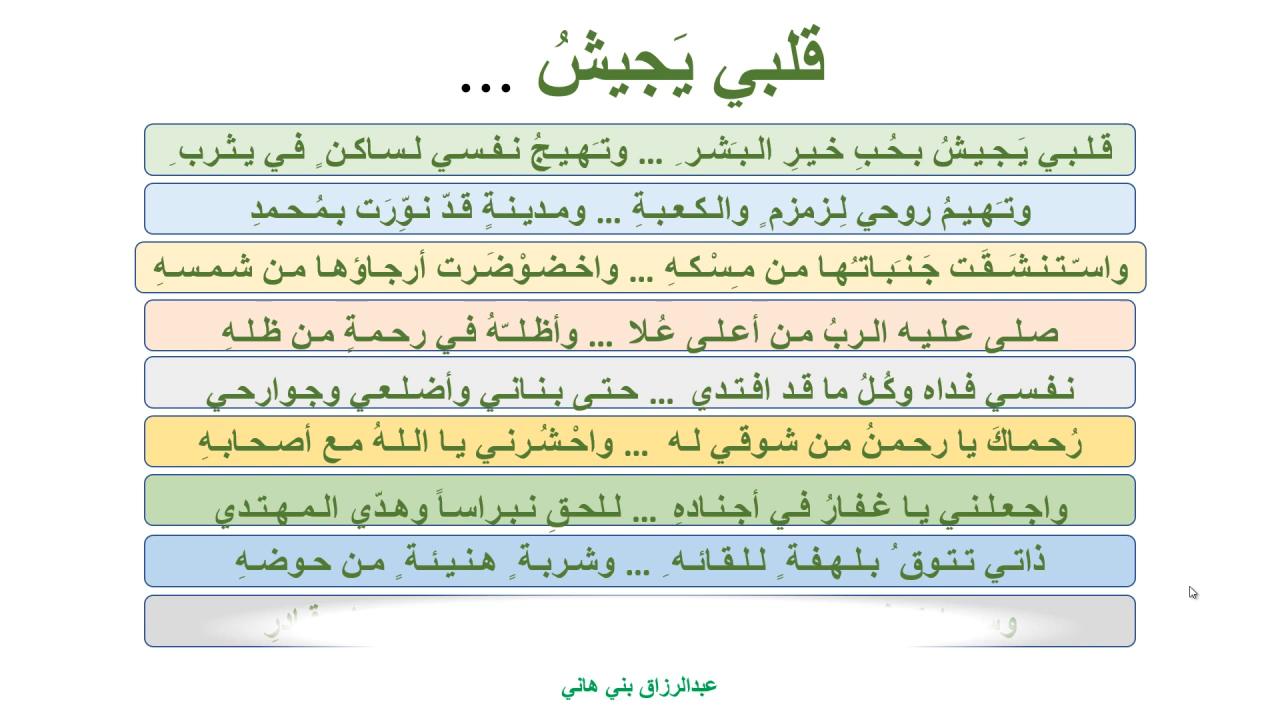 قلبي يَجيشُ ...
قلبي يَجيشُ بحُبِ خيرِ البَشرِ ... وتَهيجُ نفسي لساكنٍ في يثربِ
وتَهيمُ روحي لِزمزمٍ والكعبةِ ... ومدينةٍ قدّ نوِّرَت بمُحمدِ
واسّتنشَقَت جَنَباتُها من مِسْكهِ ... واخضوْضَرت أرجاؤها من شمسهِ
صلى عليه الربُ من أعلى عُلا ... وأظلّهُ في رحمةٍ من ظلهِ
نفسي فداه وكُلُ ما قد افتدي ... حتى بناني وأضلعي وجوارحي
رُحماكَ يا رحمنُ من شوقي له ... واحْشُرني يا اللهُ مع أصحابهِ
واجعلني يا غفارُ في أجنادهِ ... للحقِ نبراساً وهدّي المهتدي
ذاتي تتوقُ بلهفةٍ للقائهِ ... وشربةٍ هنيئةٍ من حوضهِ
عبدالرزاق بني هاني